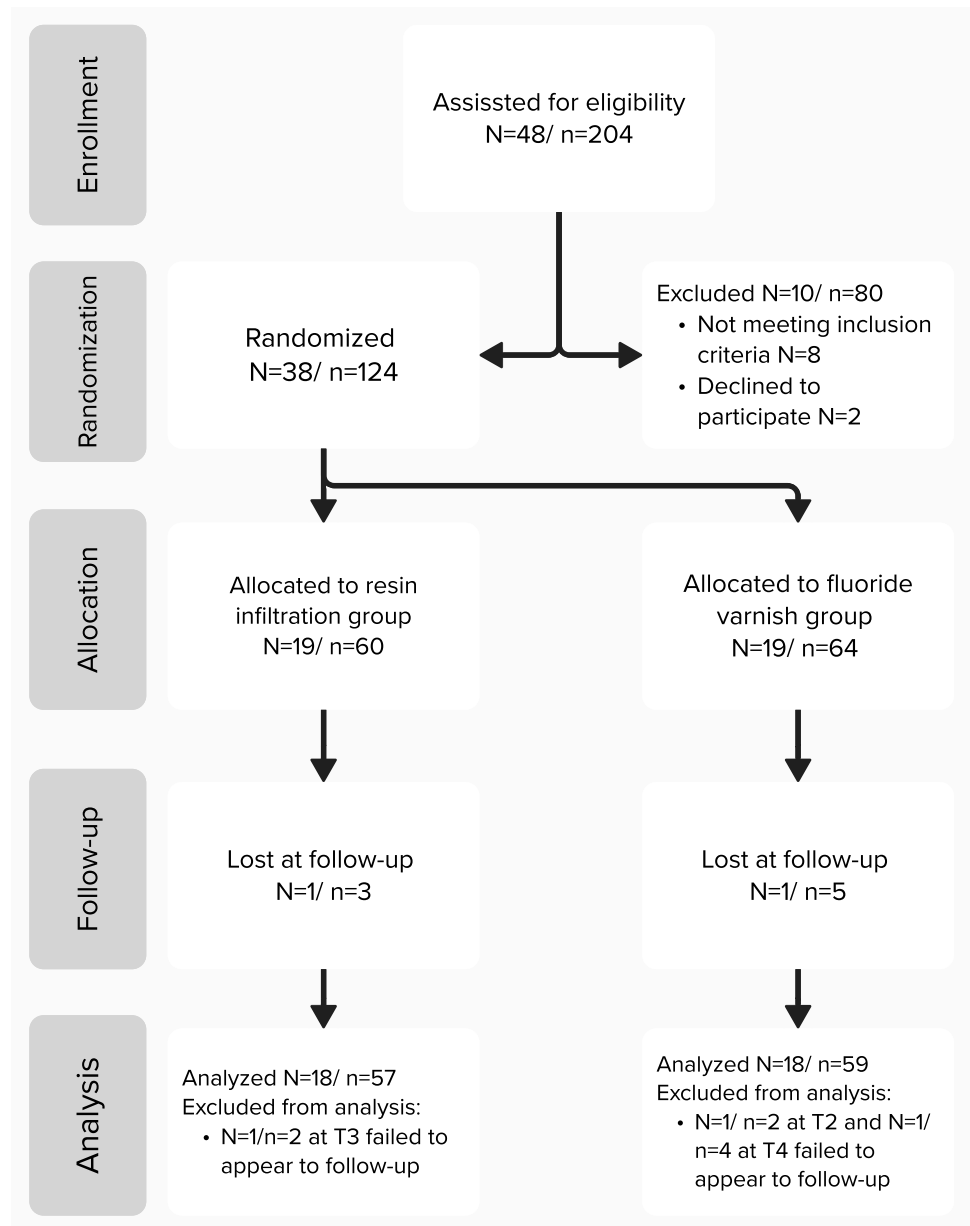 Enrollment
Assissted for eligibility
N=48/ n=204
Randomization
Randomized
N=38/ n=124
Excluded N=10/ n=80
• Not meeting inclusion
criteria N=8
• Declined to
participate N=2
Allocation
Allocated to resin
infiltration group
N=19/ n=60
Allocated to fluoride
varnish group
N=19/ n=64
Follow-up
Lost at follow-up
N=1/ n=3
Lost at follow-up
N=1/ n=5
Analysis
Analyzed N=18/ n=57
Excluded from analysis:
• N=1/n=2 at T3 failed to
appear to follow-up
Analyzed N=18/ n=59
Excluded from analysis:
• N=1/ n=2 at T2 and N=1/
n=4 at T4 failed to
appear to follow-up